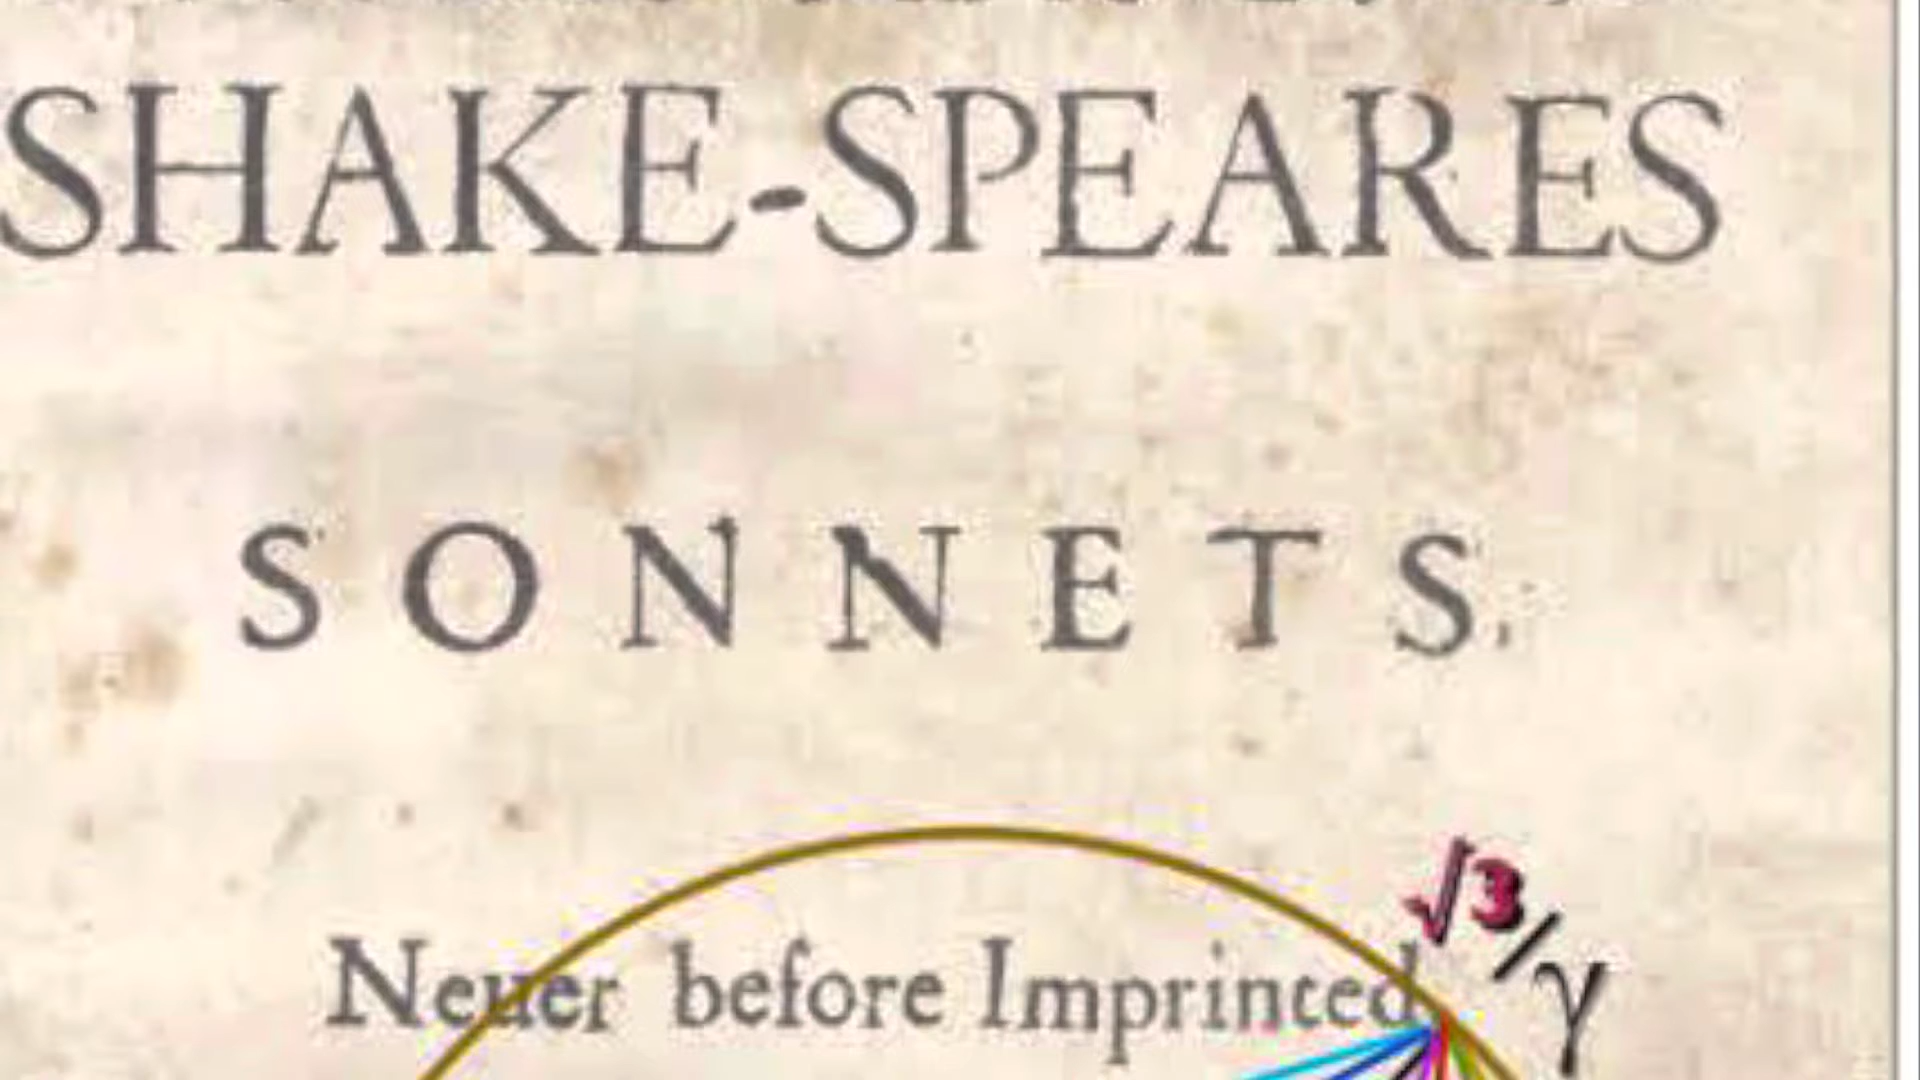 SHAKE-SPEARES
SONNETS.
Neuer before Imprinted
√3/γ